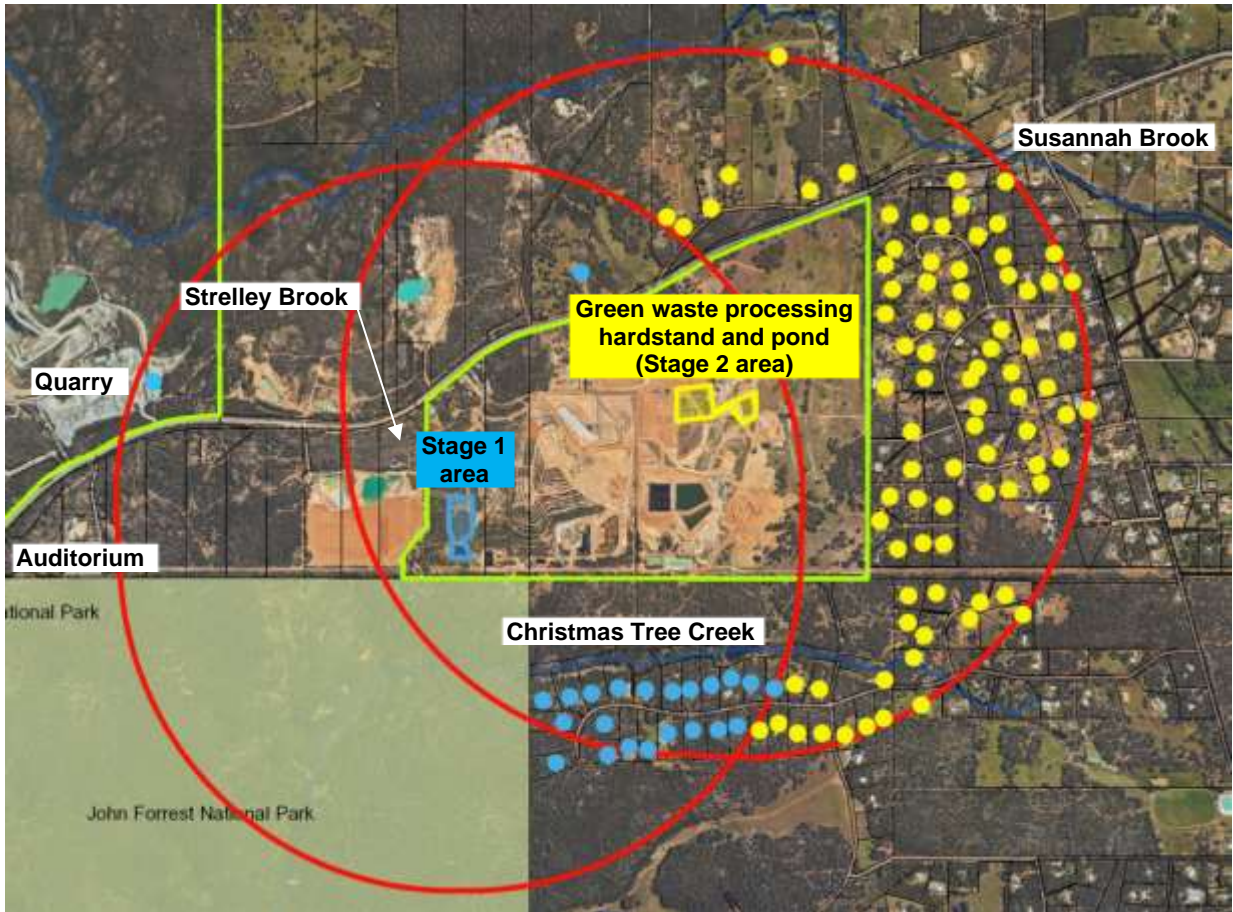 Susannah Brook
Strelley Brook
Green waste processing
hardstand and pond
(Stage 2 area)
Quarry
Stage 1
area
Auditorium
tional Park
Christmas Tree Creek
John Forrest National Park